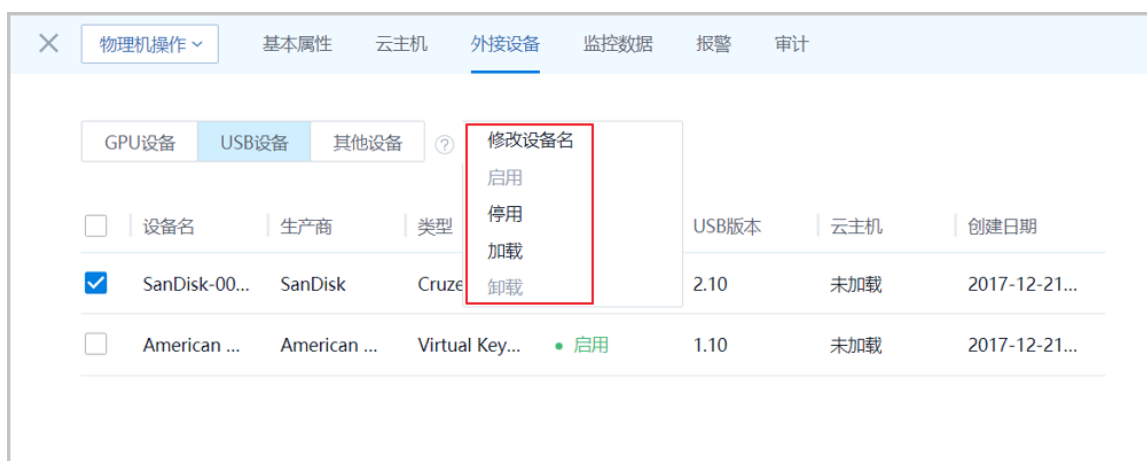 物理机操作 基本属性 云主机 外接设备 监控数据 报警 审计
GPU设备 USB设备 其他设备 ?
修改设备名
启用
停用
加载
卸载
设备名 生产商 类型 USB版本 云主机 创建日期
SanDisk-00... SanDisk Cruze 2.10 未加载 2017-12-21...
American ... American ... Virtual Key... 启用 1.10 未加载 2017-12-21...